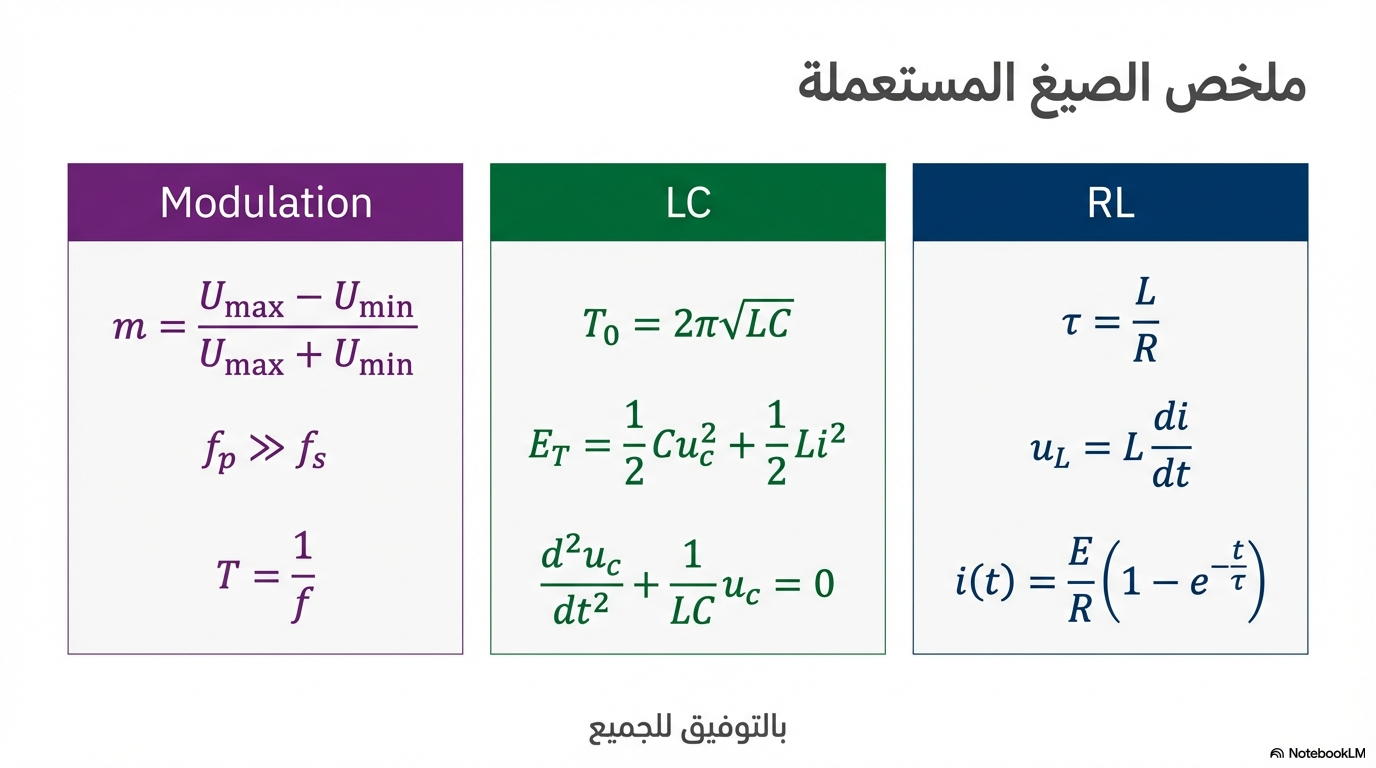 ملخص الصيغ المستعملة
RL
τ = L/R
u_L = L di/dt
i(t) = E/R (1 − e^(−t/τ))
LC
T₀ = 2π√(LC)
E_T = 1/2 Cu_c² + 1/2 Li²
d²u_c/dt² + 1/LC u_c = 0
Modulation
m = (U_max − U_min)/(U_max + U_min)
f_p ≫ f_s
T = 1/f
بالتوفيق للجميع
NotebookLM